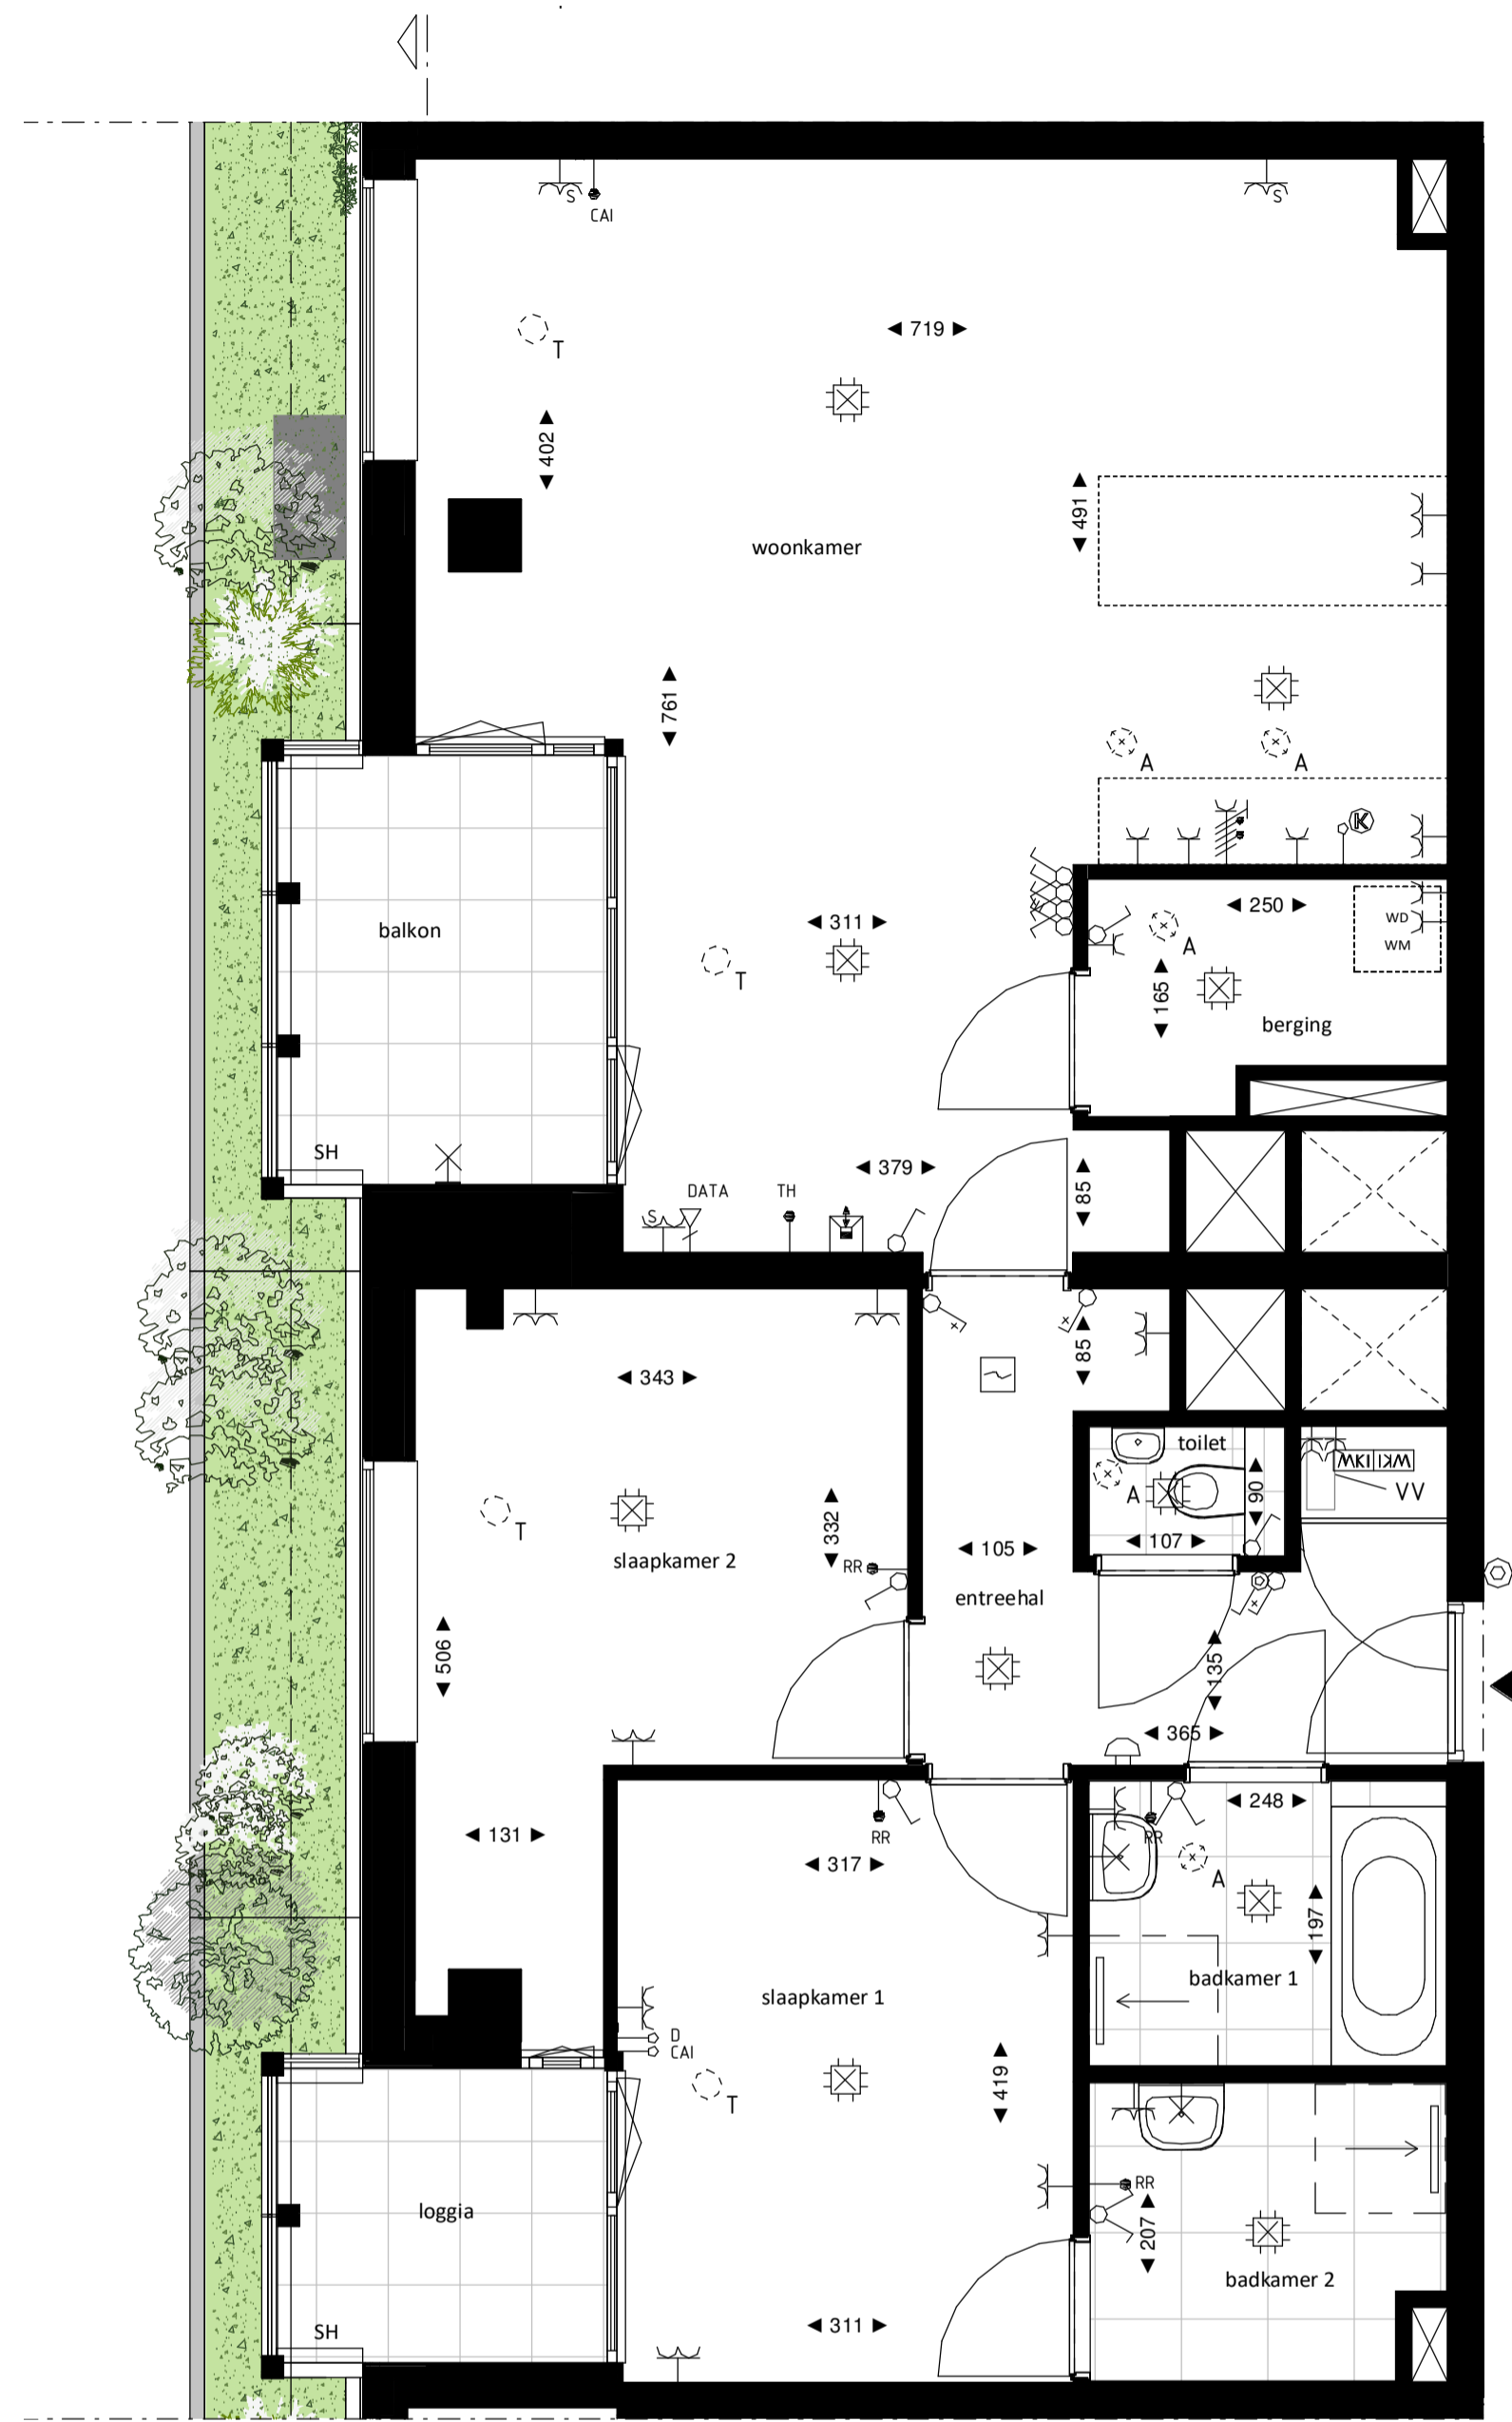 S
CAI
S
719
T
402
491
woonkamer
761
A
A
K
balkon
311
250
WD
A
WM
T
165
berging
SH
379
85
DATA
TH
S
343
85
toilet
WKI
WKI
A
90
VV
T
332
107
slaapkamer 2
RR
105
entreehal
506
135
365
131
RR
317
248
RR
A
197
badkamer 1
slaapkamer 1
D
CAI
T
419
RR
207
loggia
badkamer 2
SH
311